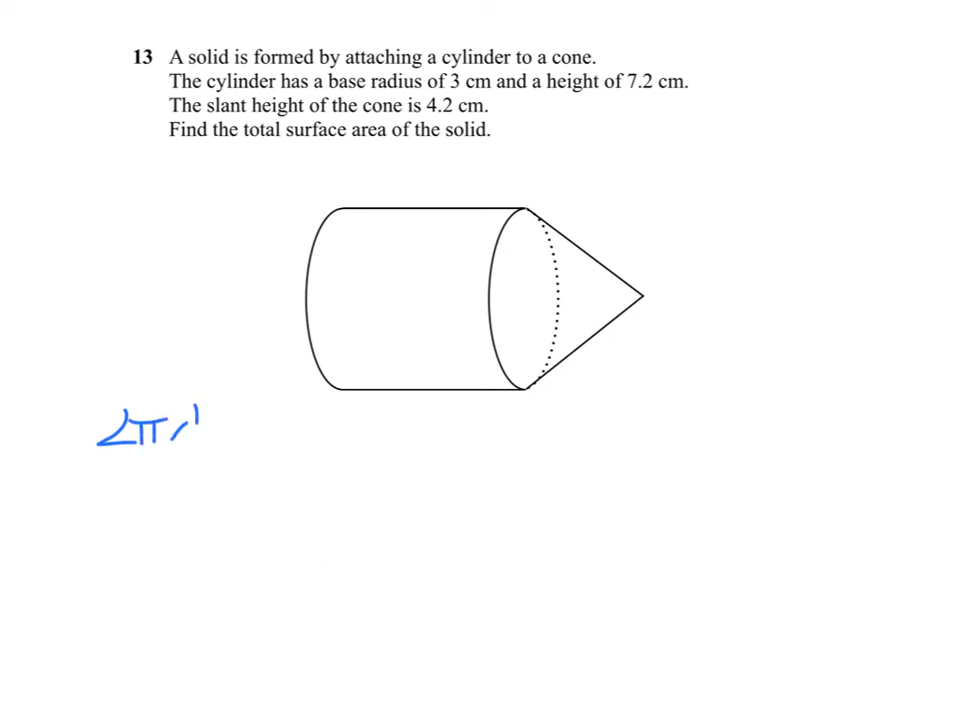 13 A solid is formed by attaching a cylinder to a cone.
The cylinder has a base radius of 3 cm and a height of 7.2 cm.
The slant height of the cone is 4.2 cm.
Find the total surface area of the solid.
2πr